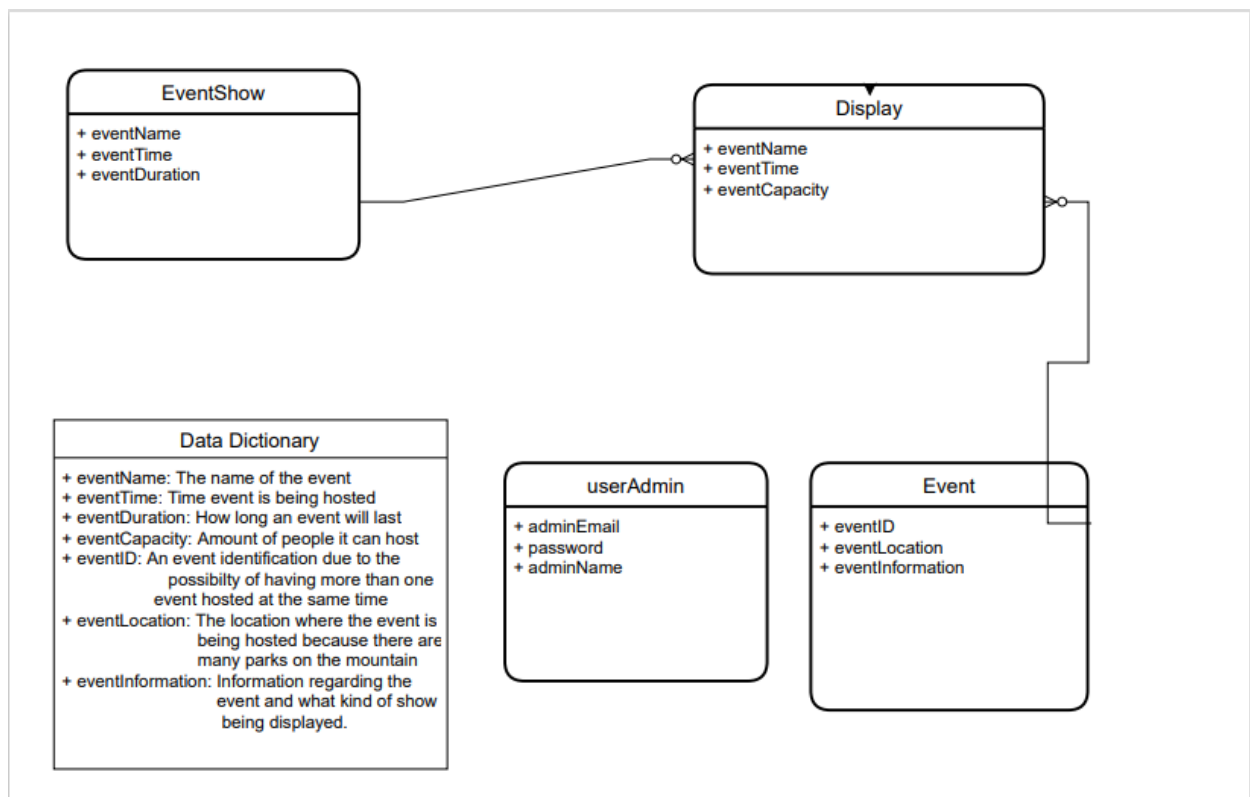 EventShow
+ eventName
+ eventTime
+ eventDuration
Display
+ eventName
+ eventTime
+ eventCapacity
Data Dictionary
+ eventName: The name of the event
+ eventTime: Time event is being hosted
+ eventDuration: How long an event will last
+ eventCapacity: Amount of people it can host
+ eventID: An event identification due to the
possibilty of having more than one
event hosted at the same time
+ eventLocation: The location where the event is
being hosted because there are
many parks on the mountain
+ eventInformation: Information regarding the
event and what kind of show
being displayed.
userAdmin
+ adminEmail
+ password
+ adminName
Event
+ eventID
+ eventLocation
+ eventInformation